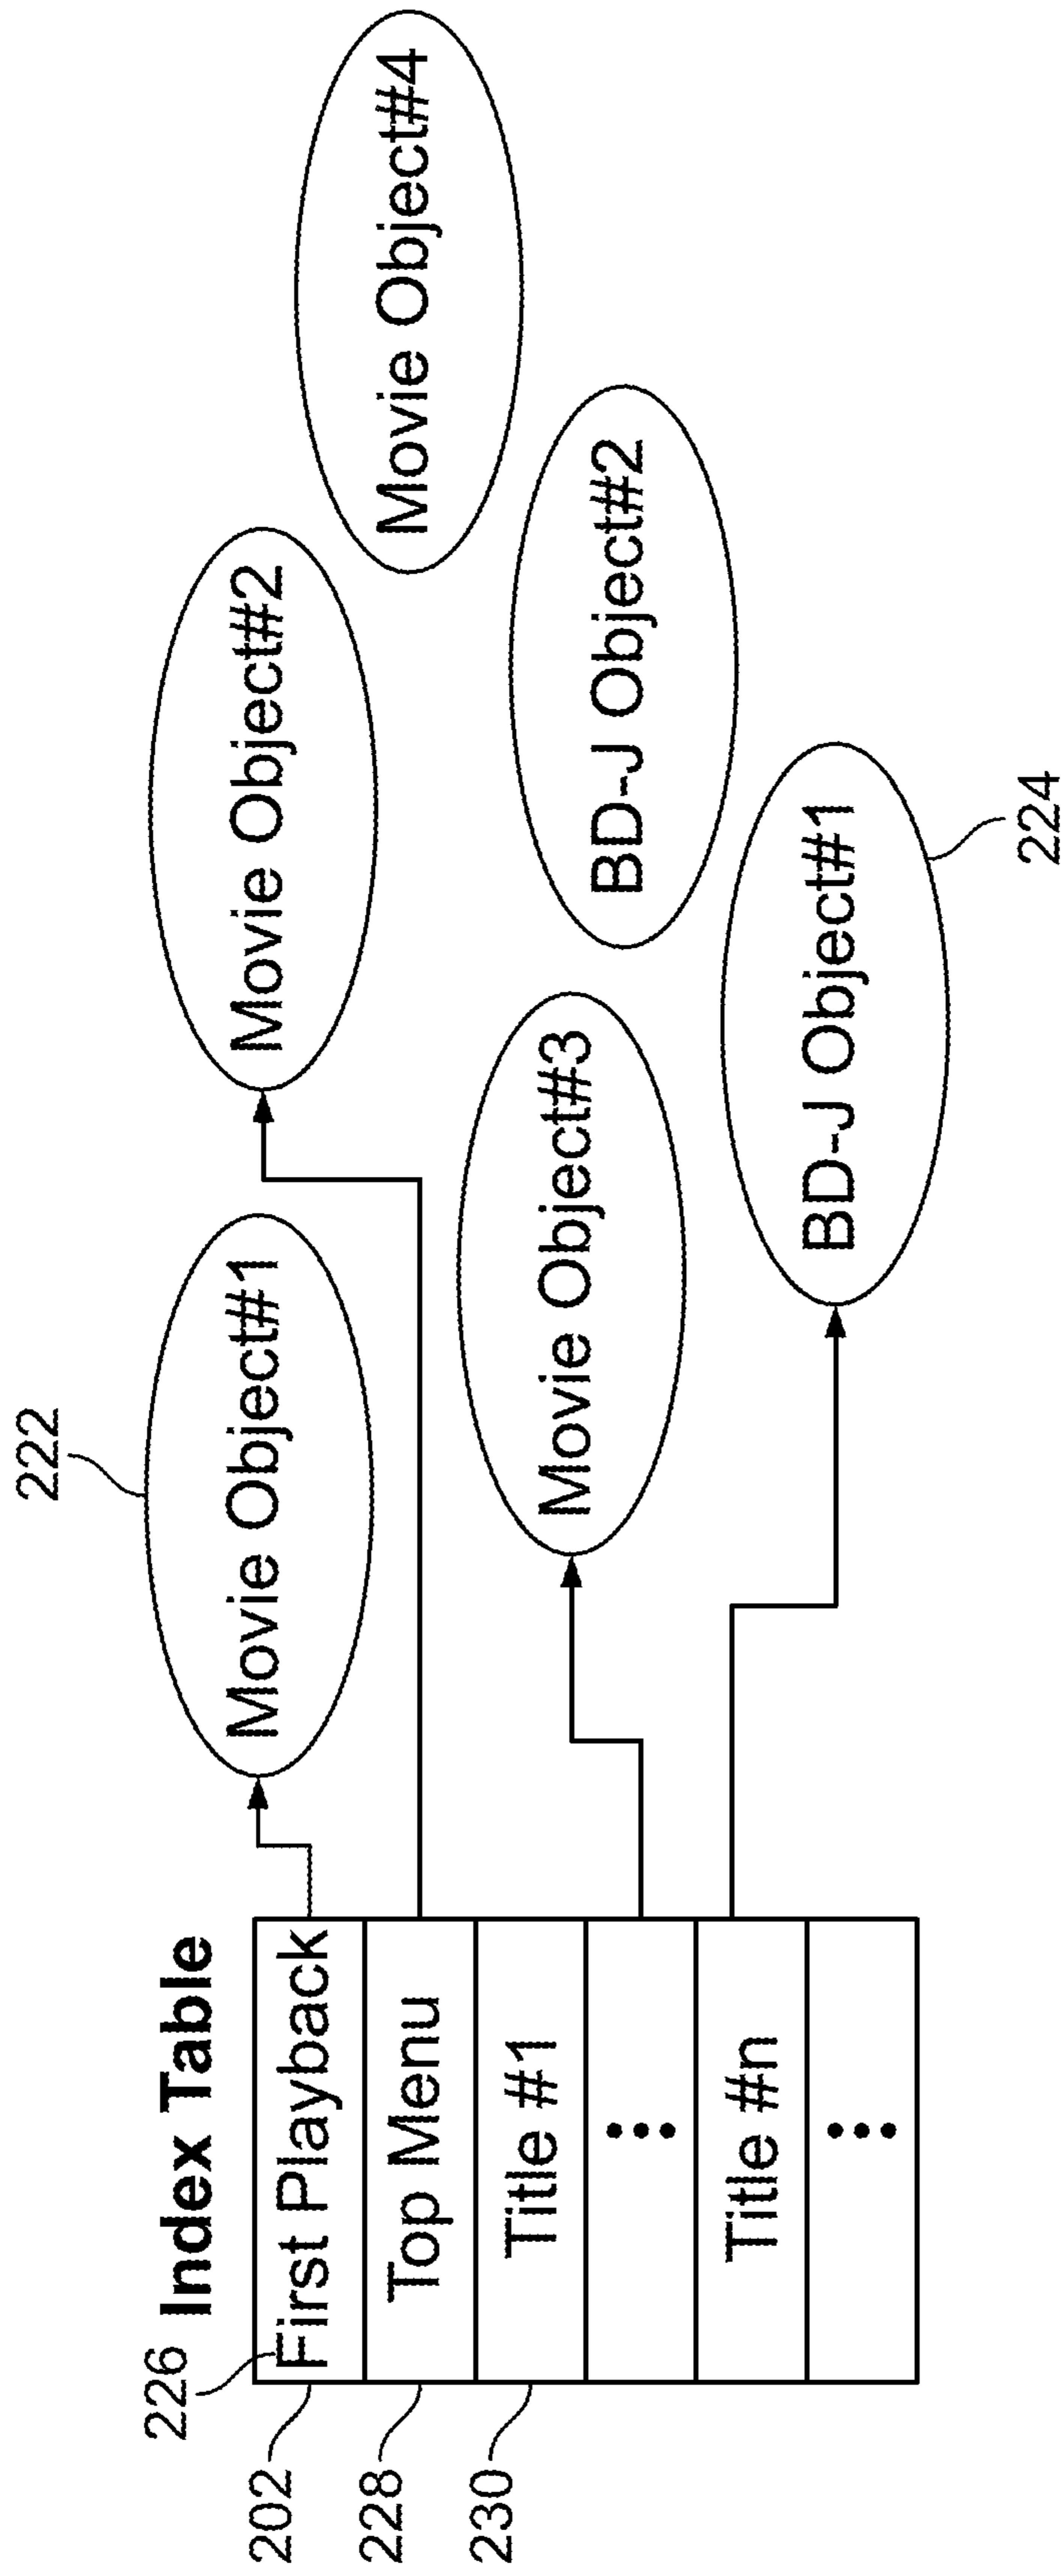 Index Table
226
First Playback
202
Top Menu
228
Title #1
230
⋮
Title #n
⋮
222
Movie Object#1
Movie Object#2
Movie Object#3
Movie Object#4
BD-J Object#2
BD-J Object#1
224